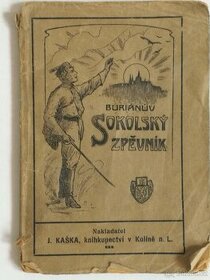 BURIANŮV
SOKOLSKÝ
ZPĚVNÍK
Nakladatel
J. KAŠKA, knihkupectví v Kolíně n. L.